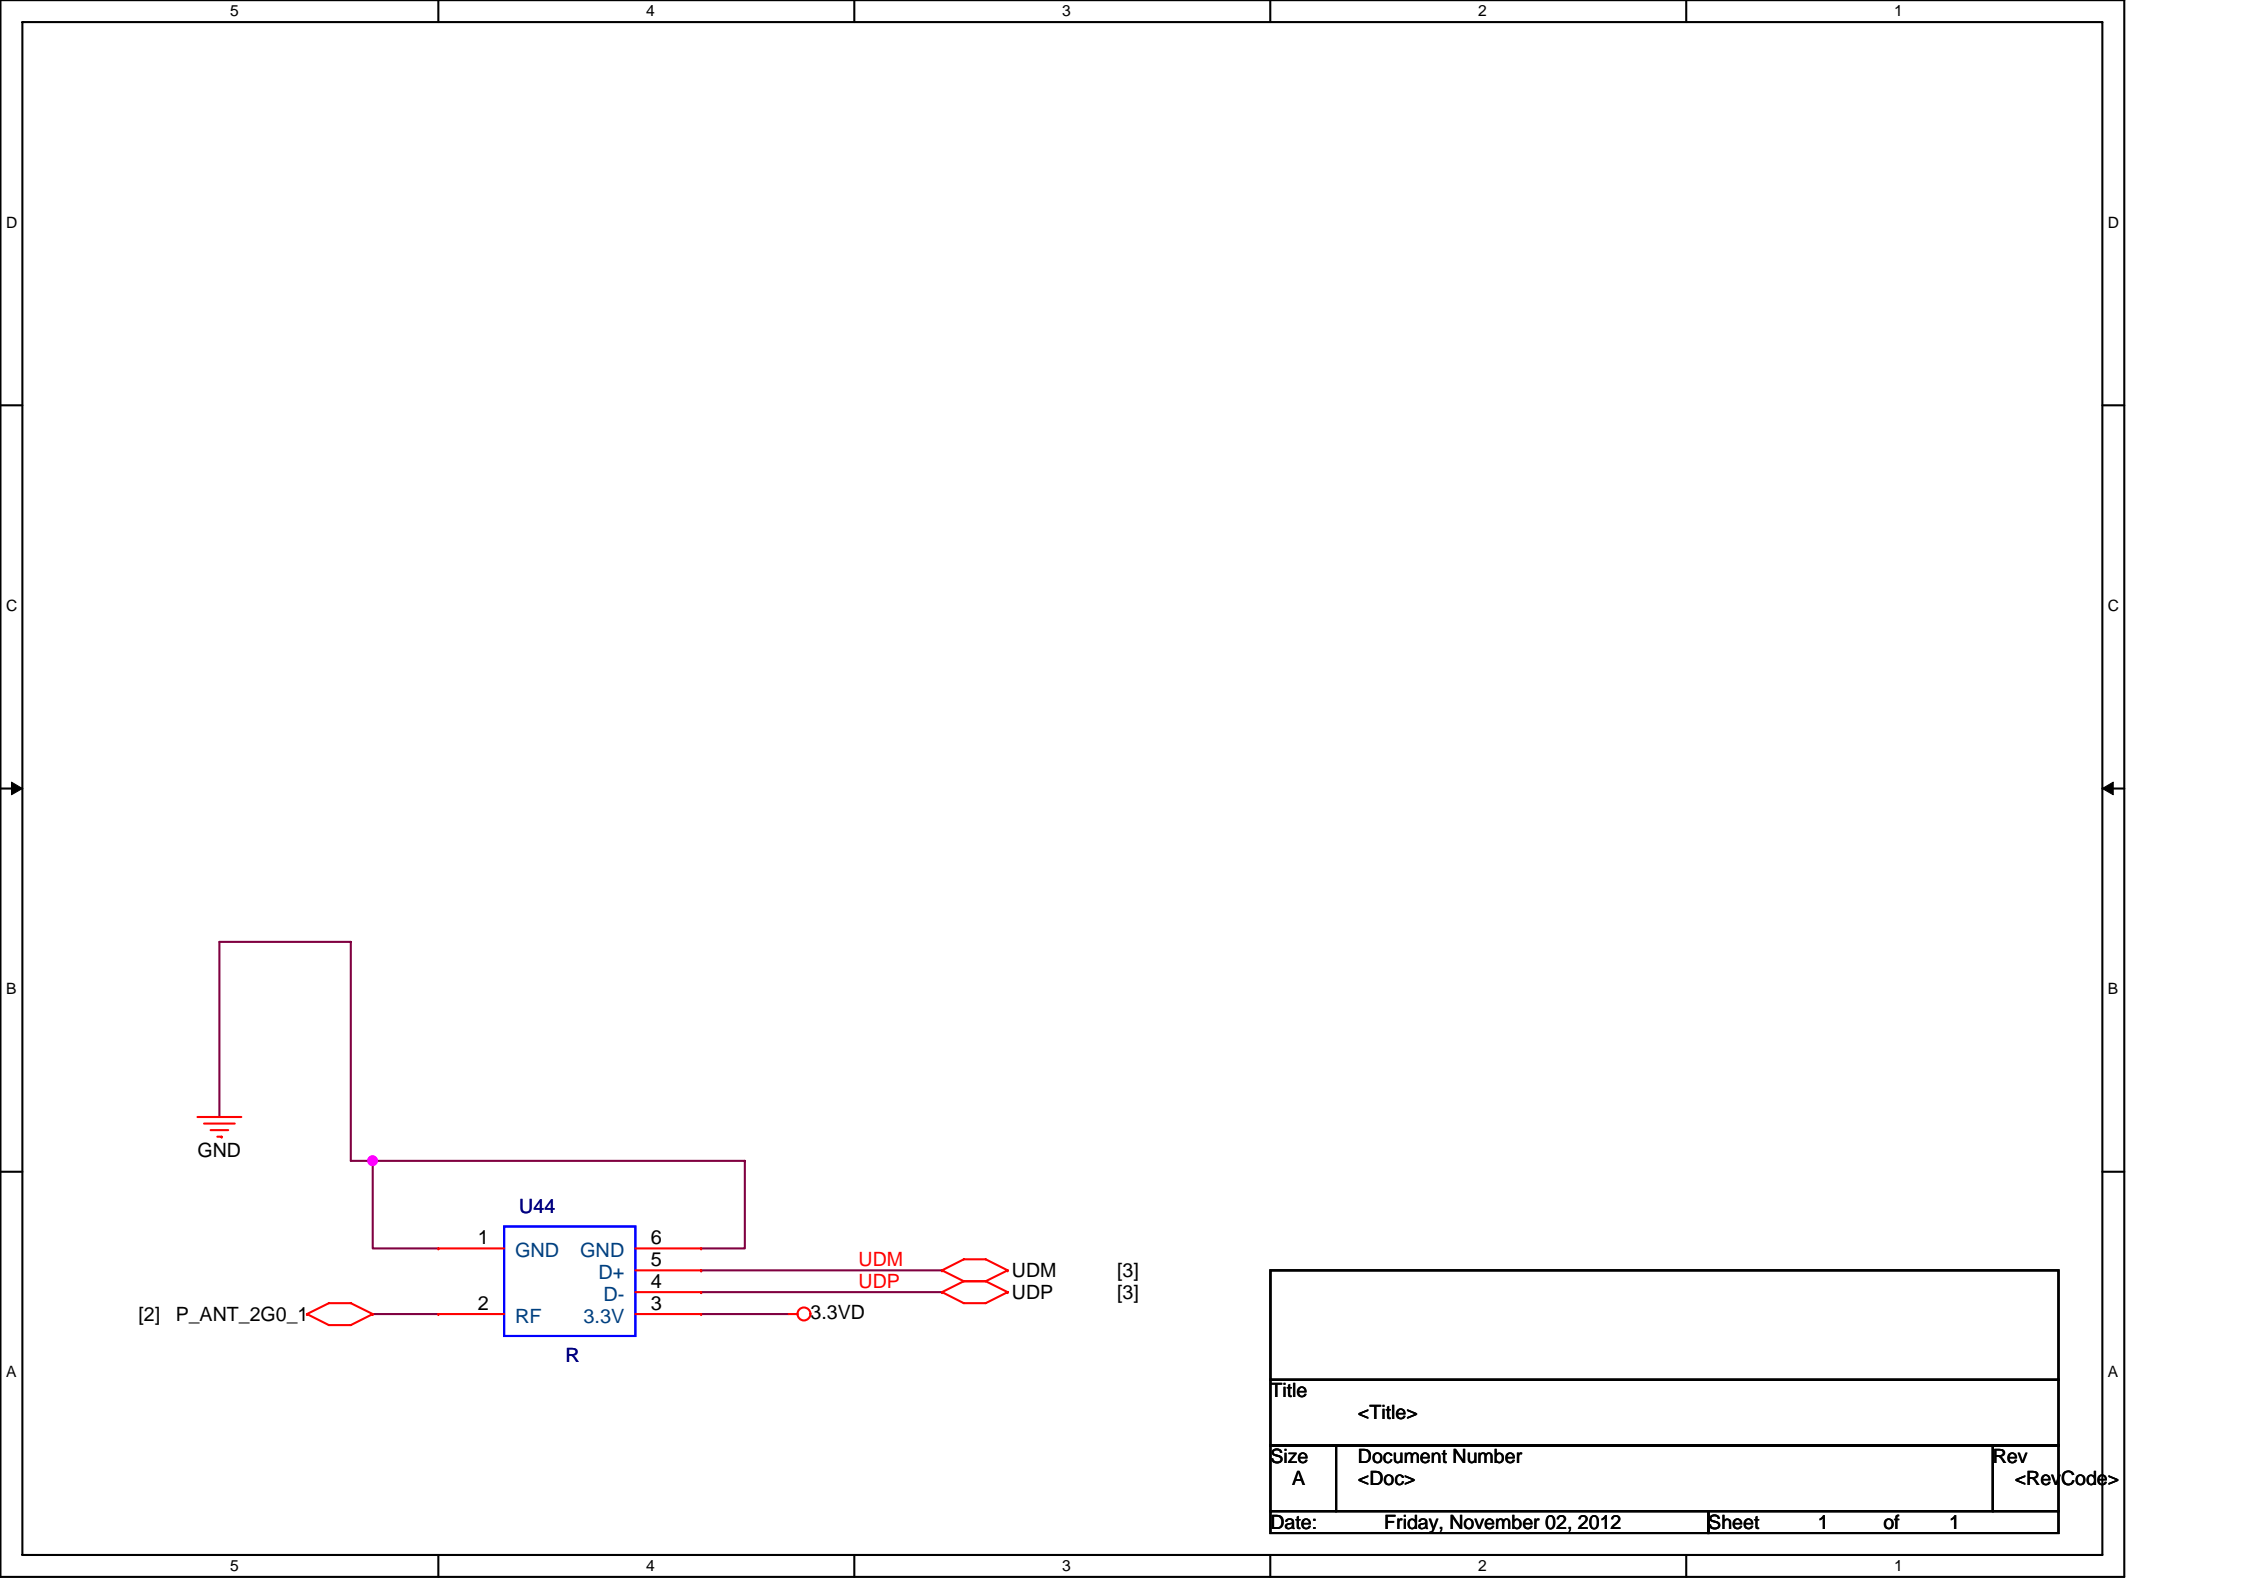 5 4 3 2 1
D D
C C
B B
A A
GND
U44
1 GND GND 6
D+ 5 UDM UDM [3]
D- 4 UDP UDP [3]
[2] P_ANT_2G0_1 2 RF 3.3V 3 3.3VD
R
Title
<Title>
Size Document Number Rev
A <Doc> <RevCode>
Date: Friday, November 02, 2012 Sheet 1 of 1
5 4 3 2 1